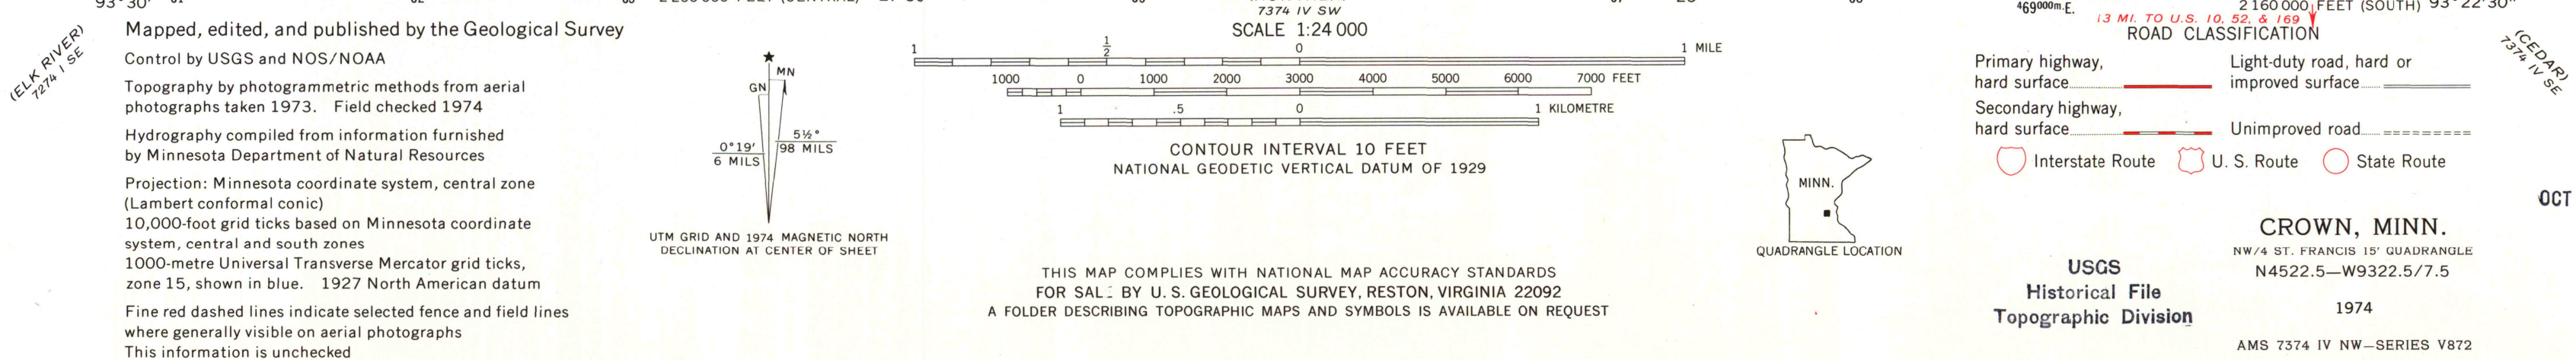 93°30'
(ELK RIVER)
7274 I SE
Mapped, edited, and published by the Geological Survey
Control by USGS and NOS/NOAA
Topography by photogrammetric methods from aerial
photographs taken 1973. Field checked 1974
Hydrography compiled from information furnished
by Minnesota Department of Natural Resources
Projection: Minnesota coordinate system, central zone
(Lambert conformal conic)
10,000-foot grid ticks based on Minnesota coordinate
system, central and south zones
1000-metre Universal Transverse Mercator grid ticks,
zone 15, shown in blue. 1927 North American datum
Fine red dashed lines indicate selected fence and field lines
where generally visible on aerial photographs
This information is unchecked
★
MN
GN
0°19'
6 MILS
5½°
98 MILS
UTM GRID AND 1974 MAGNETIC NORTH
DECLINATION AT CENTER OF SHEET
7374 IV SW
SCALE 1:24 000
1 ½ 0 1 MILE
1000 0 1000 2000 3000 4000 5000 6000 7000 FEET
1 .5 0 1 KILOMETRE
CONTOUR INTERVAL 10 FEET
NATIONAL GEODETIC VERTICAL DATUM OF 1929
THIS MAP COMPLIES WITH NATIONAL MAP ACCURACY STANDARDS
FOR SALE BY U. S. GEOLOGICAL SURVEY, RESTON, VIRGINIA 22092
A FOLDER DESCRIBING TOPOGRAPHIC MAPS AND SYMBOLS IS AVAILABLE ON REQUEST
MINN.
QUADRANGLE LOCATION
469000m.E.
2 160 000 FEET (SOUTH) 93°22'30"
13 MI. TO U.S. 10, 52, & 169
(CEDAR)
7374 IV SE
ROAD CLASSIFICATION
Primary highway,
hard surface
Light-duty road, hard or
improved surface
Secondary highway,
hard surface
Unimproved road
Interstate Route U. S. Route State Route
OCT
CROWN, MINN.
NW/4 ST. FRANCIS 15' QUADRANGLE
N4522.5—W9322.5/7.5
1974
AMS 7374 IV NW—SERIES V872
USGS
Historical File
Topographic Division